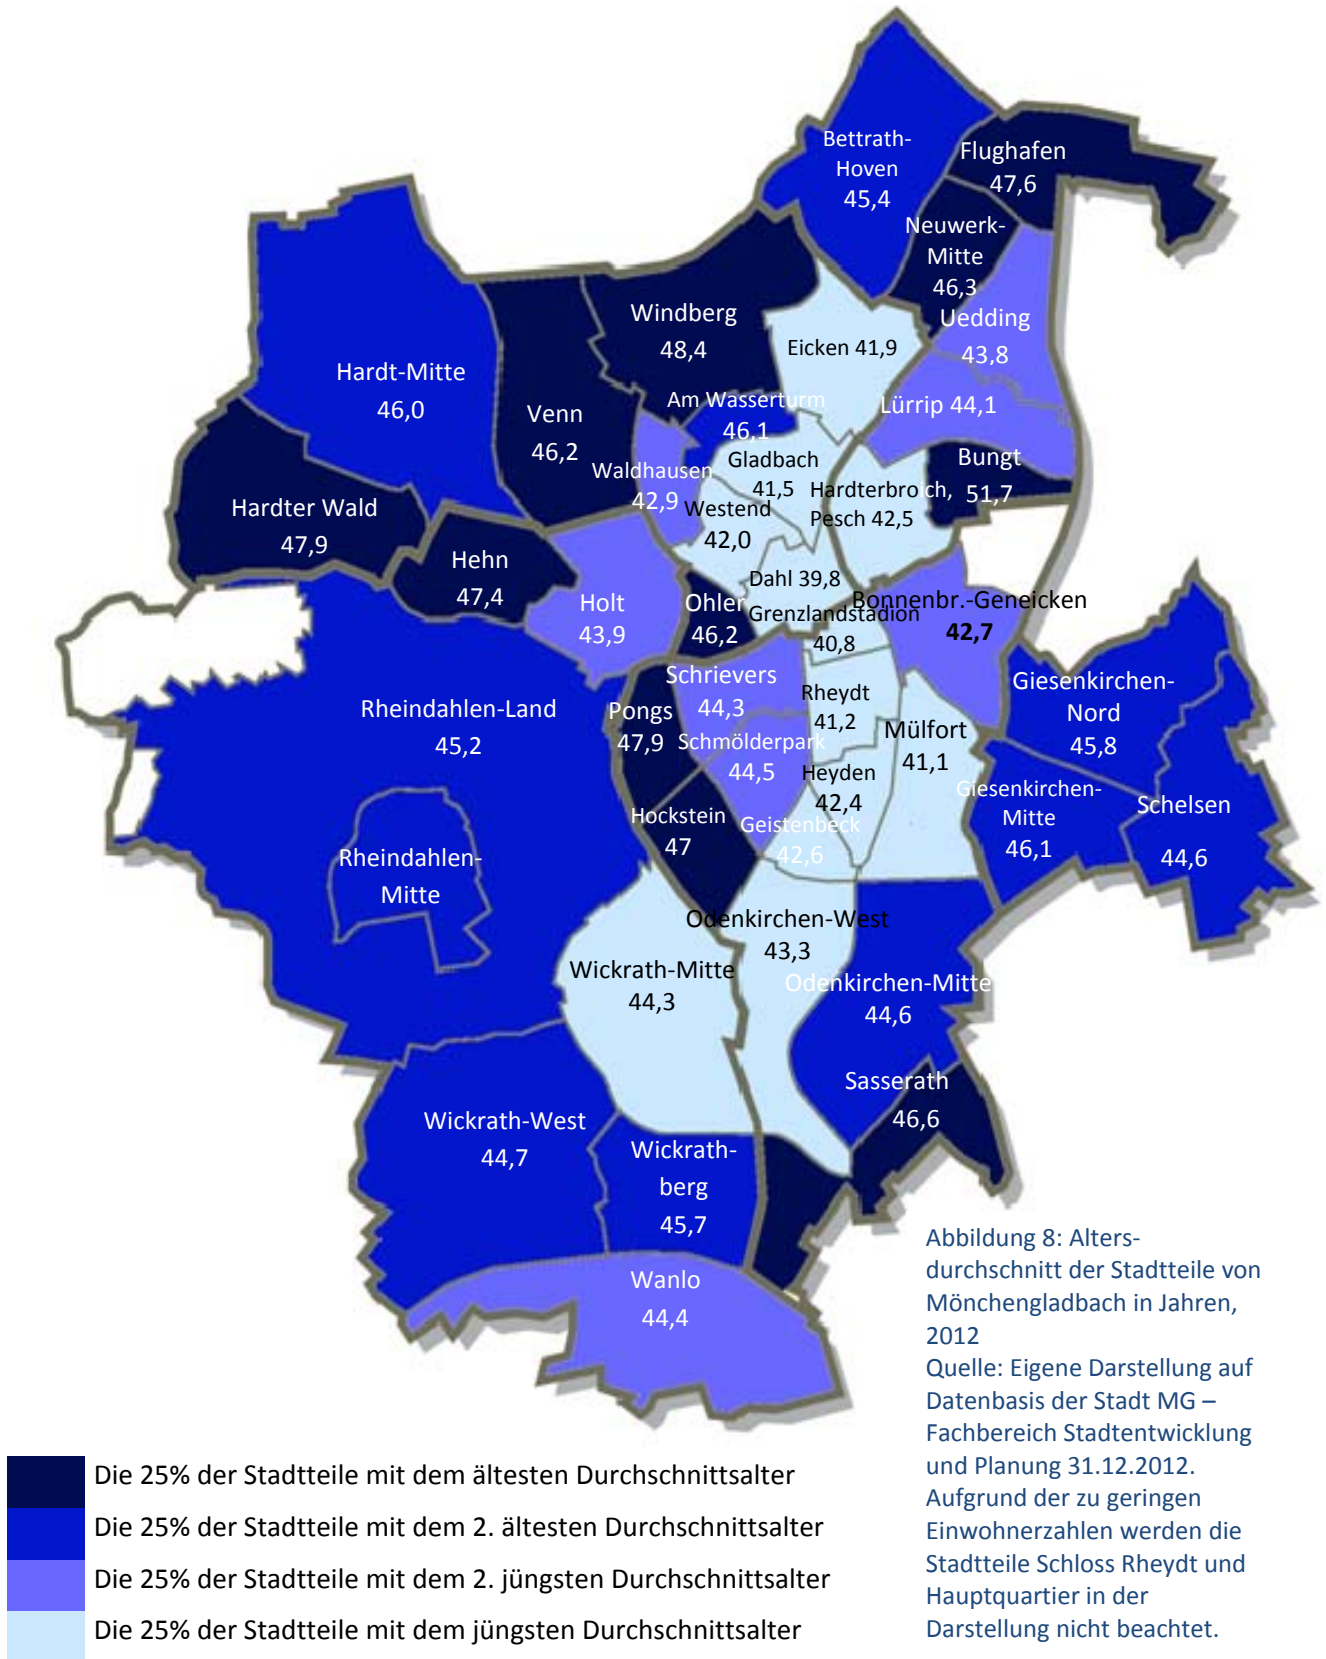 Bettrath-
Hoven
45,4
Flughafen
47,6
Neuwerk-
Mitte
46,3
Uedding
43,8
Windberg
48,4
Eicken 41,9
Hardt-Mitte
46,0
Venn
46,2
Am Wasserturm
46,1
Lürrip 44,1
Waldhausen
42,9
Gladbach
41,5
Bungt
51,7
Hardterbroich,
Pesch 42,5
Westend
42,0
Hardter Wald
47,9
Hehn
47,4
Holt
43,9
Ohler
46,2
Dahl 39,8
Grenzlandstadion
40,8
Bonnenbr.-Geneicken
42,7
Schrievers
44,3
Rheydt
41,2
Giesenkirchen-
Nord
45,8
Rheindahlen-Land
45,2
Pongs
47,9
Schmölderpark
44,5
Mülfort
41,1
Heyden
42,4
Giesenkirchen-
Mitte
46,1
Schelsen
44,6
Hockstein
47
Geistenbeck
42,6
Rheindahlen-
Mitte
Odenkirchen-West
43,3
Wickrath-Mitte
44,3
Odenkirchen-Mitte
44,6
Sasserath
46,6
Wickrath-West
44,7
Wickrath-
berg
45,7
Wanlo
44,4
Abbildung 8: Alters-
durchschnitt der Stadtteile von
Mönchengladbach in Jahren,
2012
Quelle: Eigene Darstellung auf
Datenbasis der Stadt MG –
Fachbereich Stadtentwicklung
und Planung 31.12.2012.
Aufgrund der zu geringen
Einwohnerzahlen werden die
Stadtteile Schloss Rheydt und
Hauptquartier in der
Darstellung nicht beachtet.
Die 25% der Stadtteile mit dem ältesten Durchschnittsalter
Die 25% der Stadtteile mit dem 2. ältesten Durchschnittsalter
Die 25% der Stadtteile mit dem 2. jüngsten Durchschnittsalter
Die 25% der Stadtteile mit dem jüngsten Durchschnittsalter